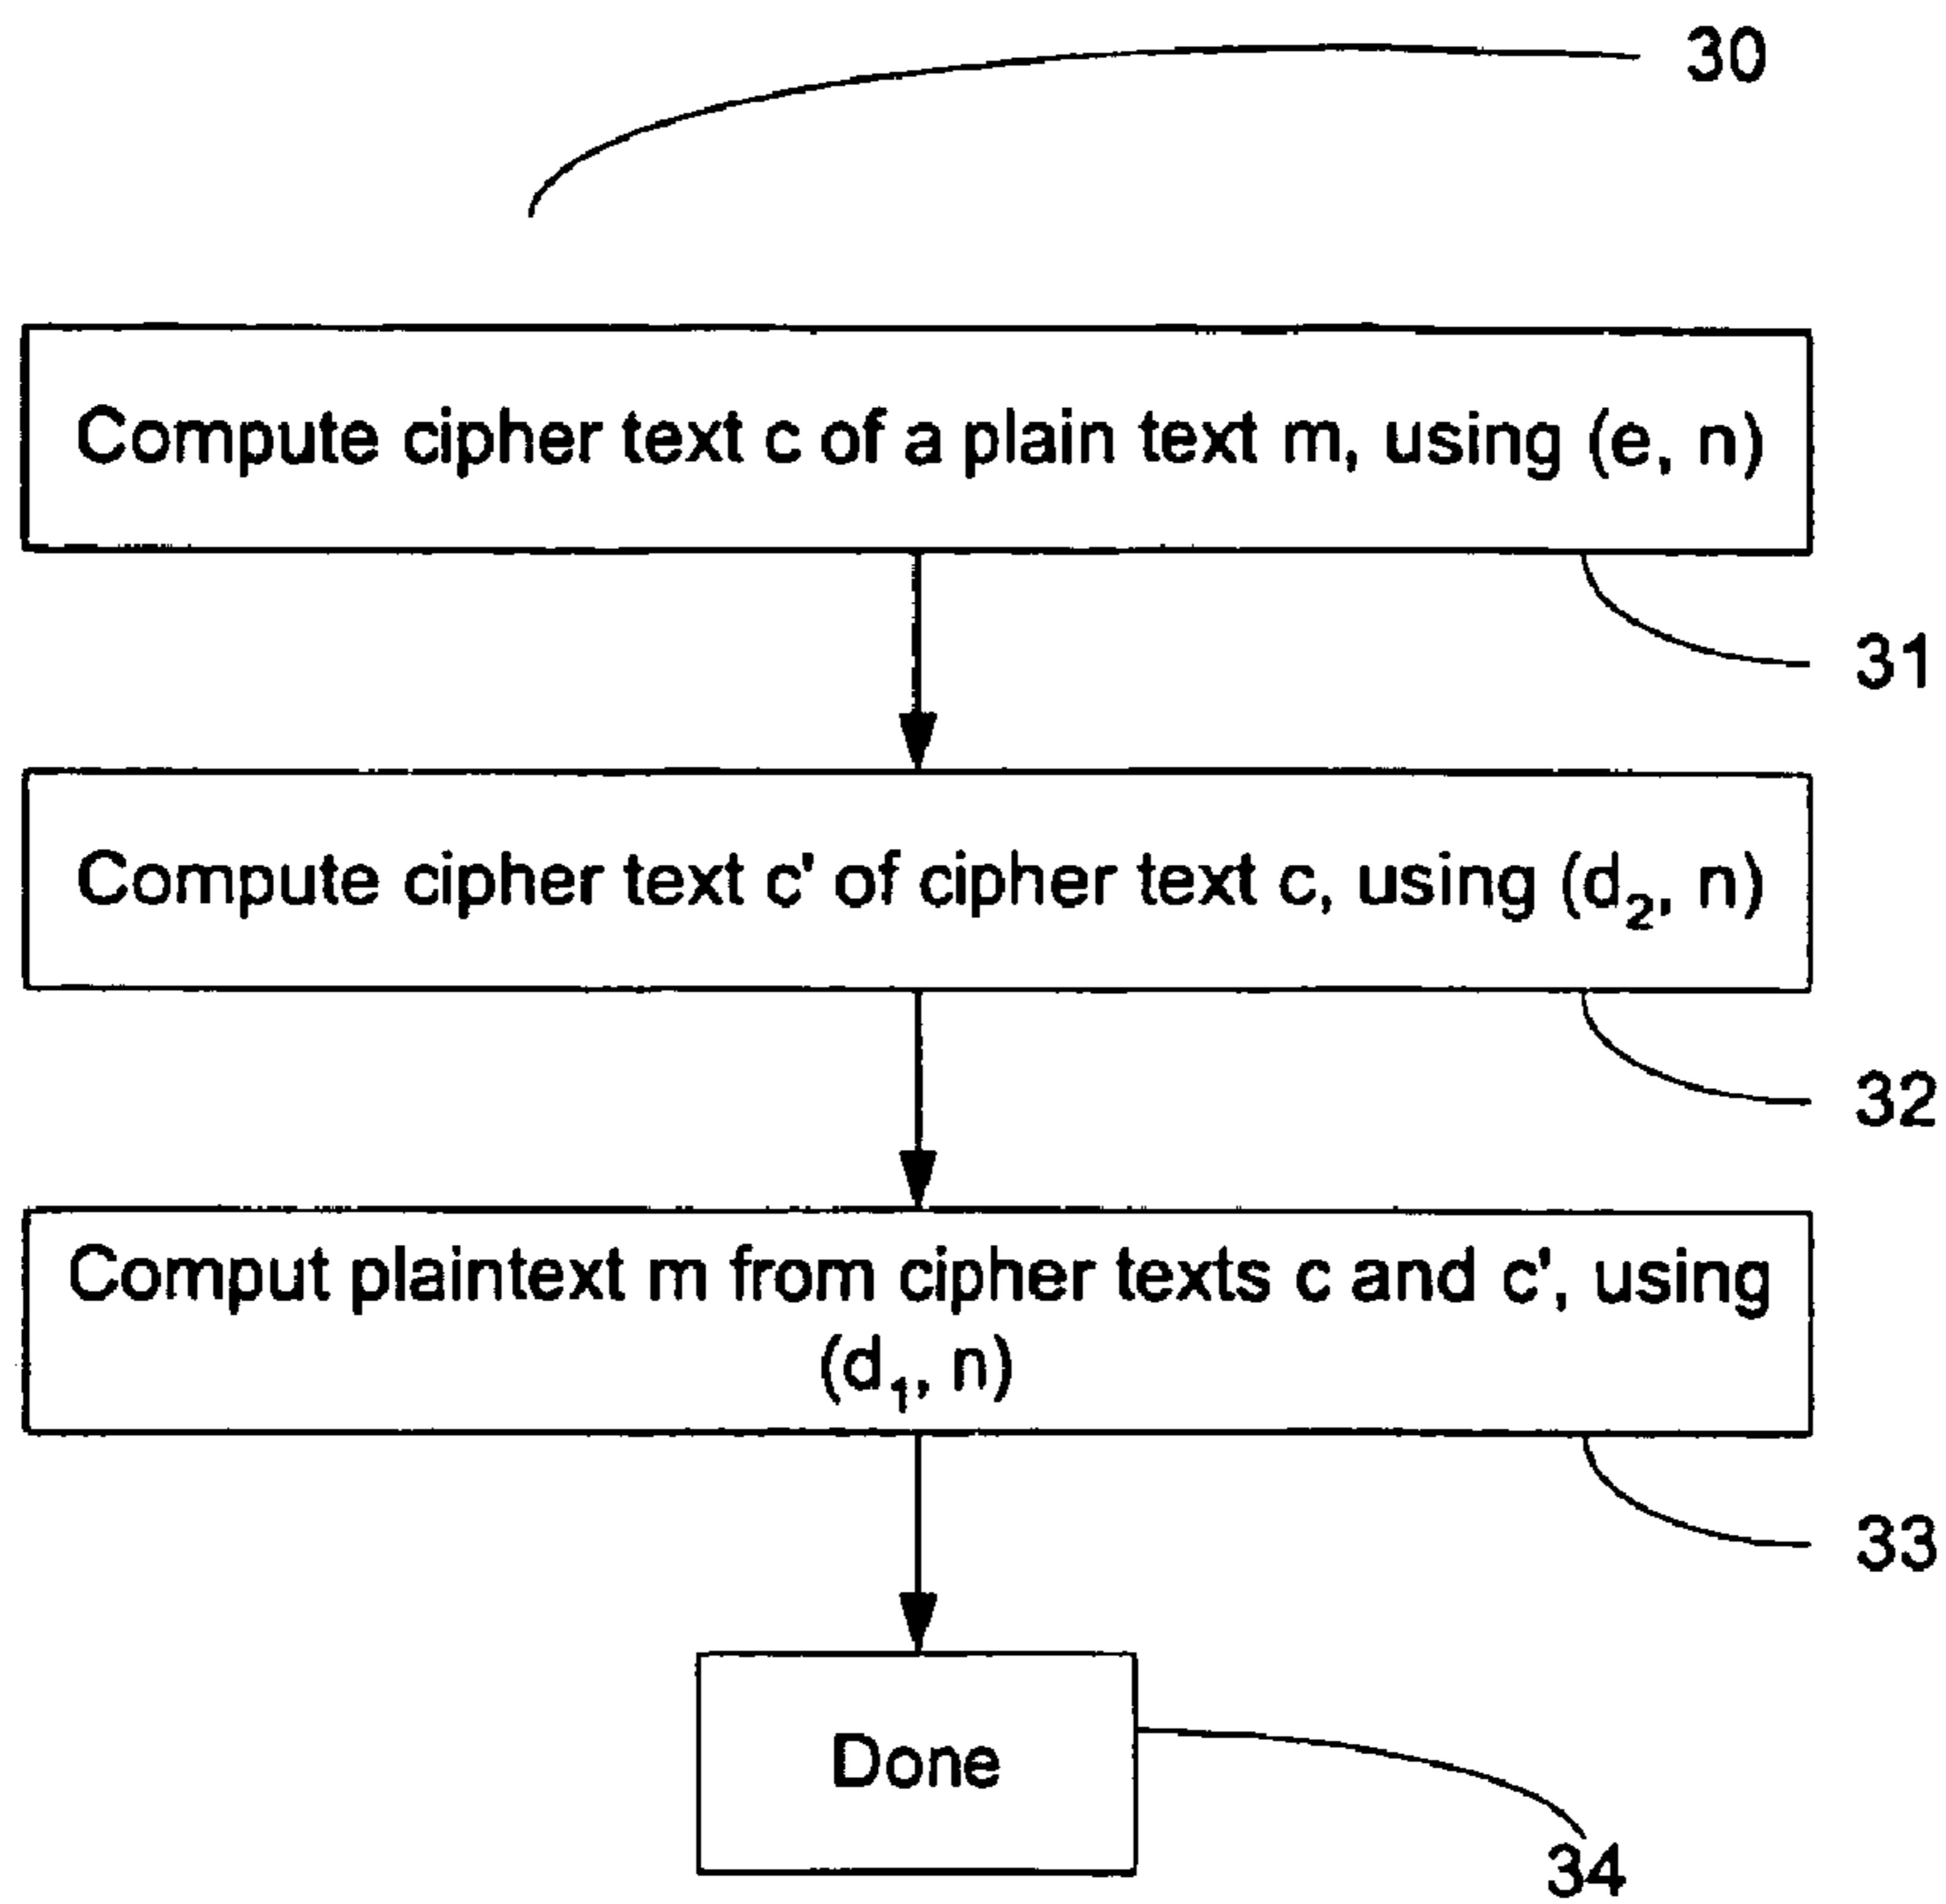 30
Compute cipher text c of a plain text m, using (e, n)
31
Compute cipher text c' of cipher text c, using (d₂, n)
32
Comput plaintext m from cipher texts c and c', using
(d₁, n)
33
Done
34